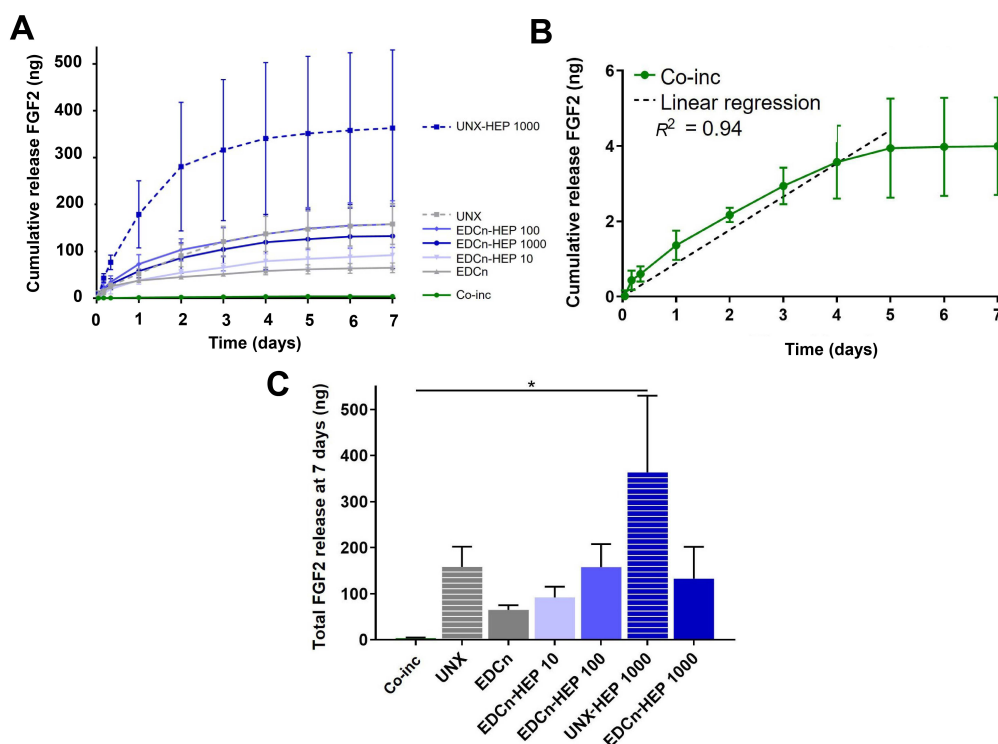 A
Cumulative release FGF2 (ng)
500
400
300
200
100
0
0 1 2 3 4 5 6 7
Time (days)
UNX-HEP 1000
UNX
EDCn-HEP 100
EDCn-HEP 1000
EDCn-HEP 10
EDCn
Co-inc
B
Cumulative release FGF2 (ng)
6
4
2
0
Co-inc
Linear regression
R² = 0.94
0 1 2 3 4 5 6 7
Time (days)
C
Total FGF2 release at 7 days (ng)
*
500
400
300
200
100
0
Co-inc
UNX
EDCn
EDCn-HEP 10
EDCn-HEP 100
UNX-HEP 1000
EDCn-HEP 1000